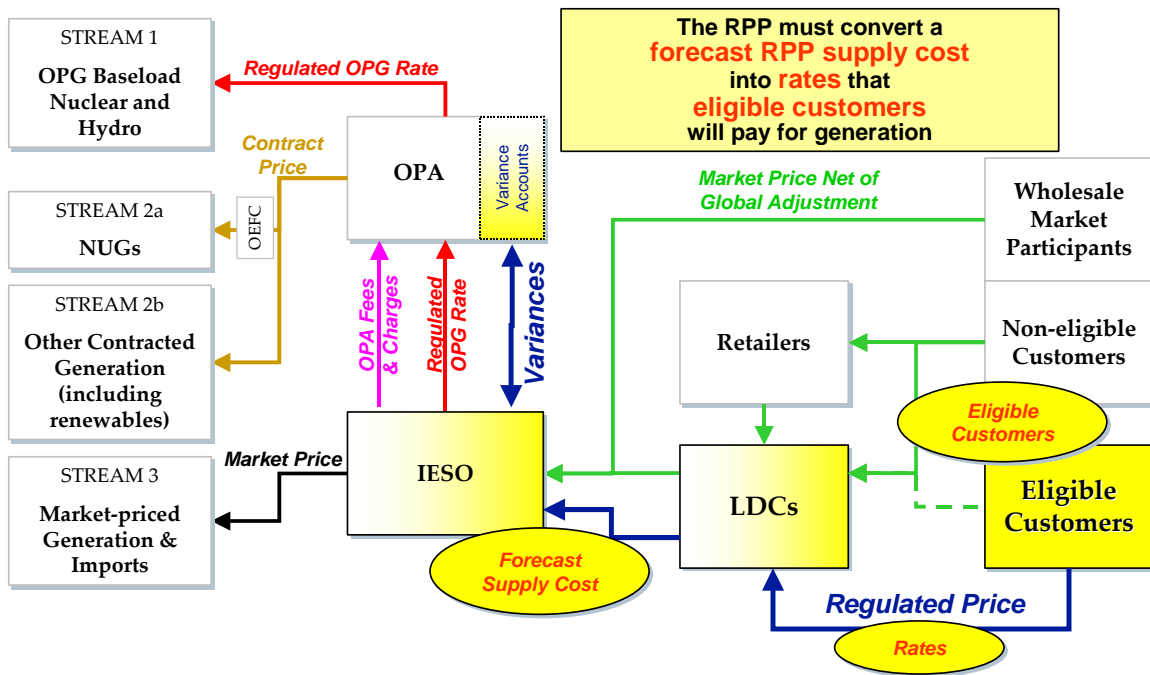 STREAM 1
OPG Baseload
Nuclear and
Hydro
Regulated OPG Rate
The RPP must convert a
forecast RPP supply cost
into rates that
eligible customers
will pay for generation
Contract
Price
OPA
Variance
Accounts
STREAM 2a
NUGs
OEFC
Market Price Net of
Global Adjustment
Wholesale
Market
Participants
STREAM 2b
Other Contracted
Generation
(including
renewables)
OPA Fees
& Charges
Regulated
OPG Rate
Variances
Retailers
Non-eligible
Customers
Eligible
Customers
STREAM 3
Market-priced
Generation &
Imports
Market Price
IESO
LDCs
Eligible
Customers
Forecast
Supply Cost
Regulated Price
Rates